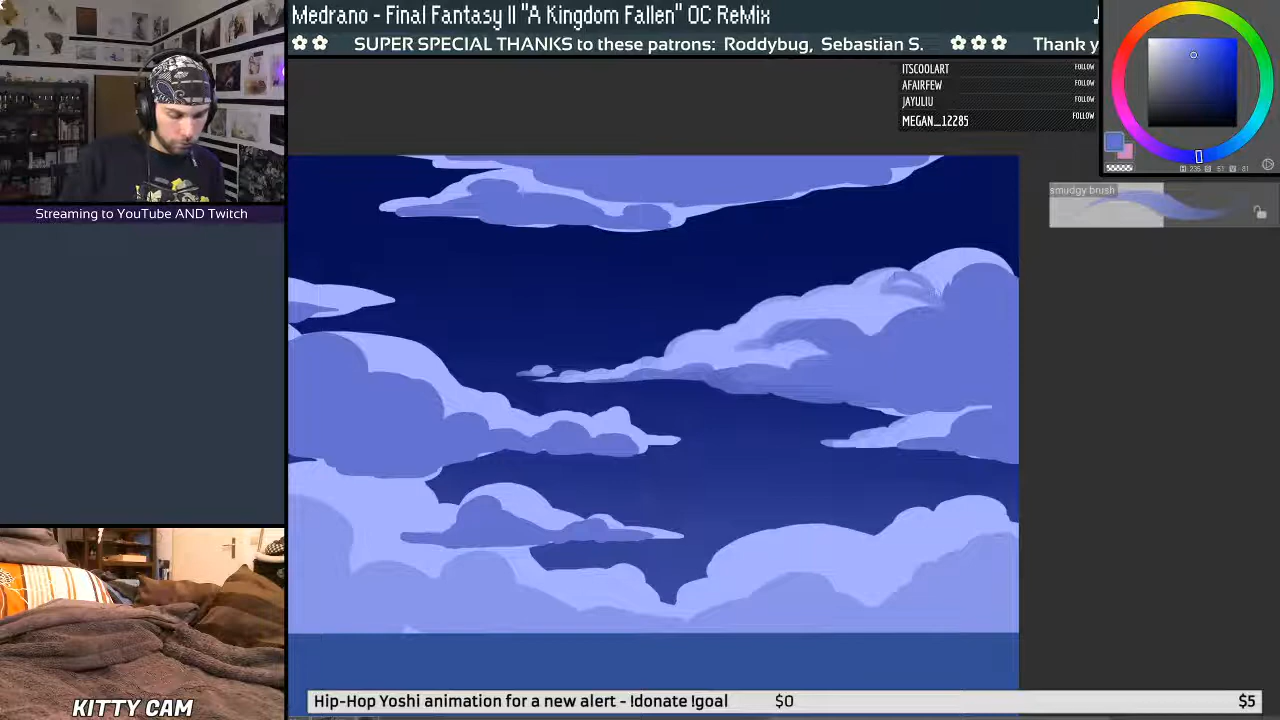 Medrano - Final Fantasy II "A Kingdom Fallen" OC ReMix
SUPER SPECIAL THANKS to these patrons: Roddybug, Sebastian S. Thank y
ITSCOOLART FOLLOW
AFAIRFEW FOLLOW
JAYULIU FOLLOW
MEGAN_12285 FOLLOW
smudgy brush
Streaming to YouTube AND Twitch
KITTY CAM
Hip-Hop Yoshi animation for a new alert - !donate !goal $0 $5